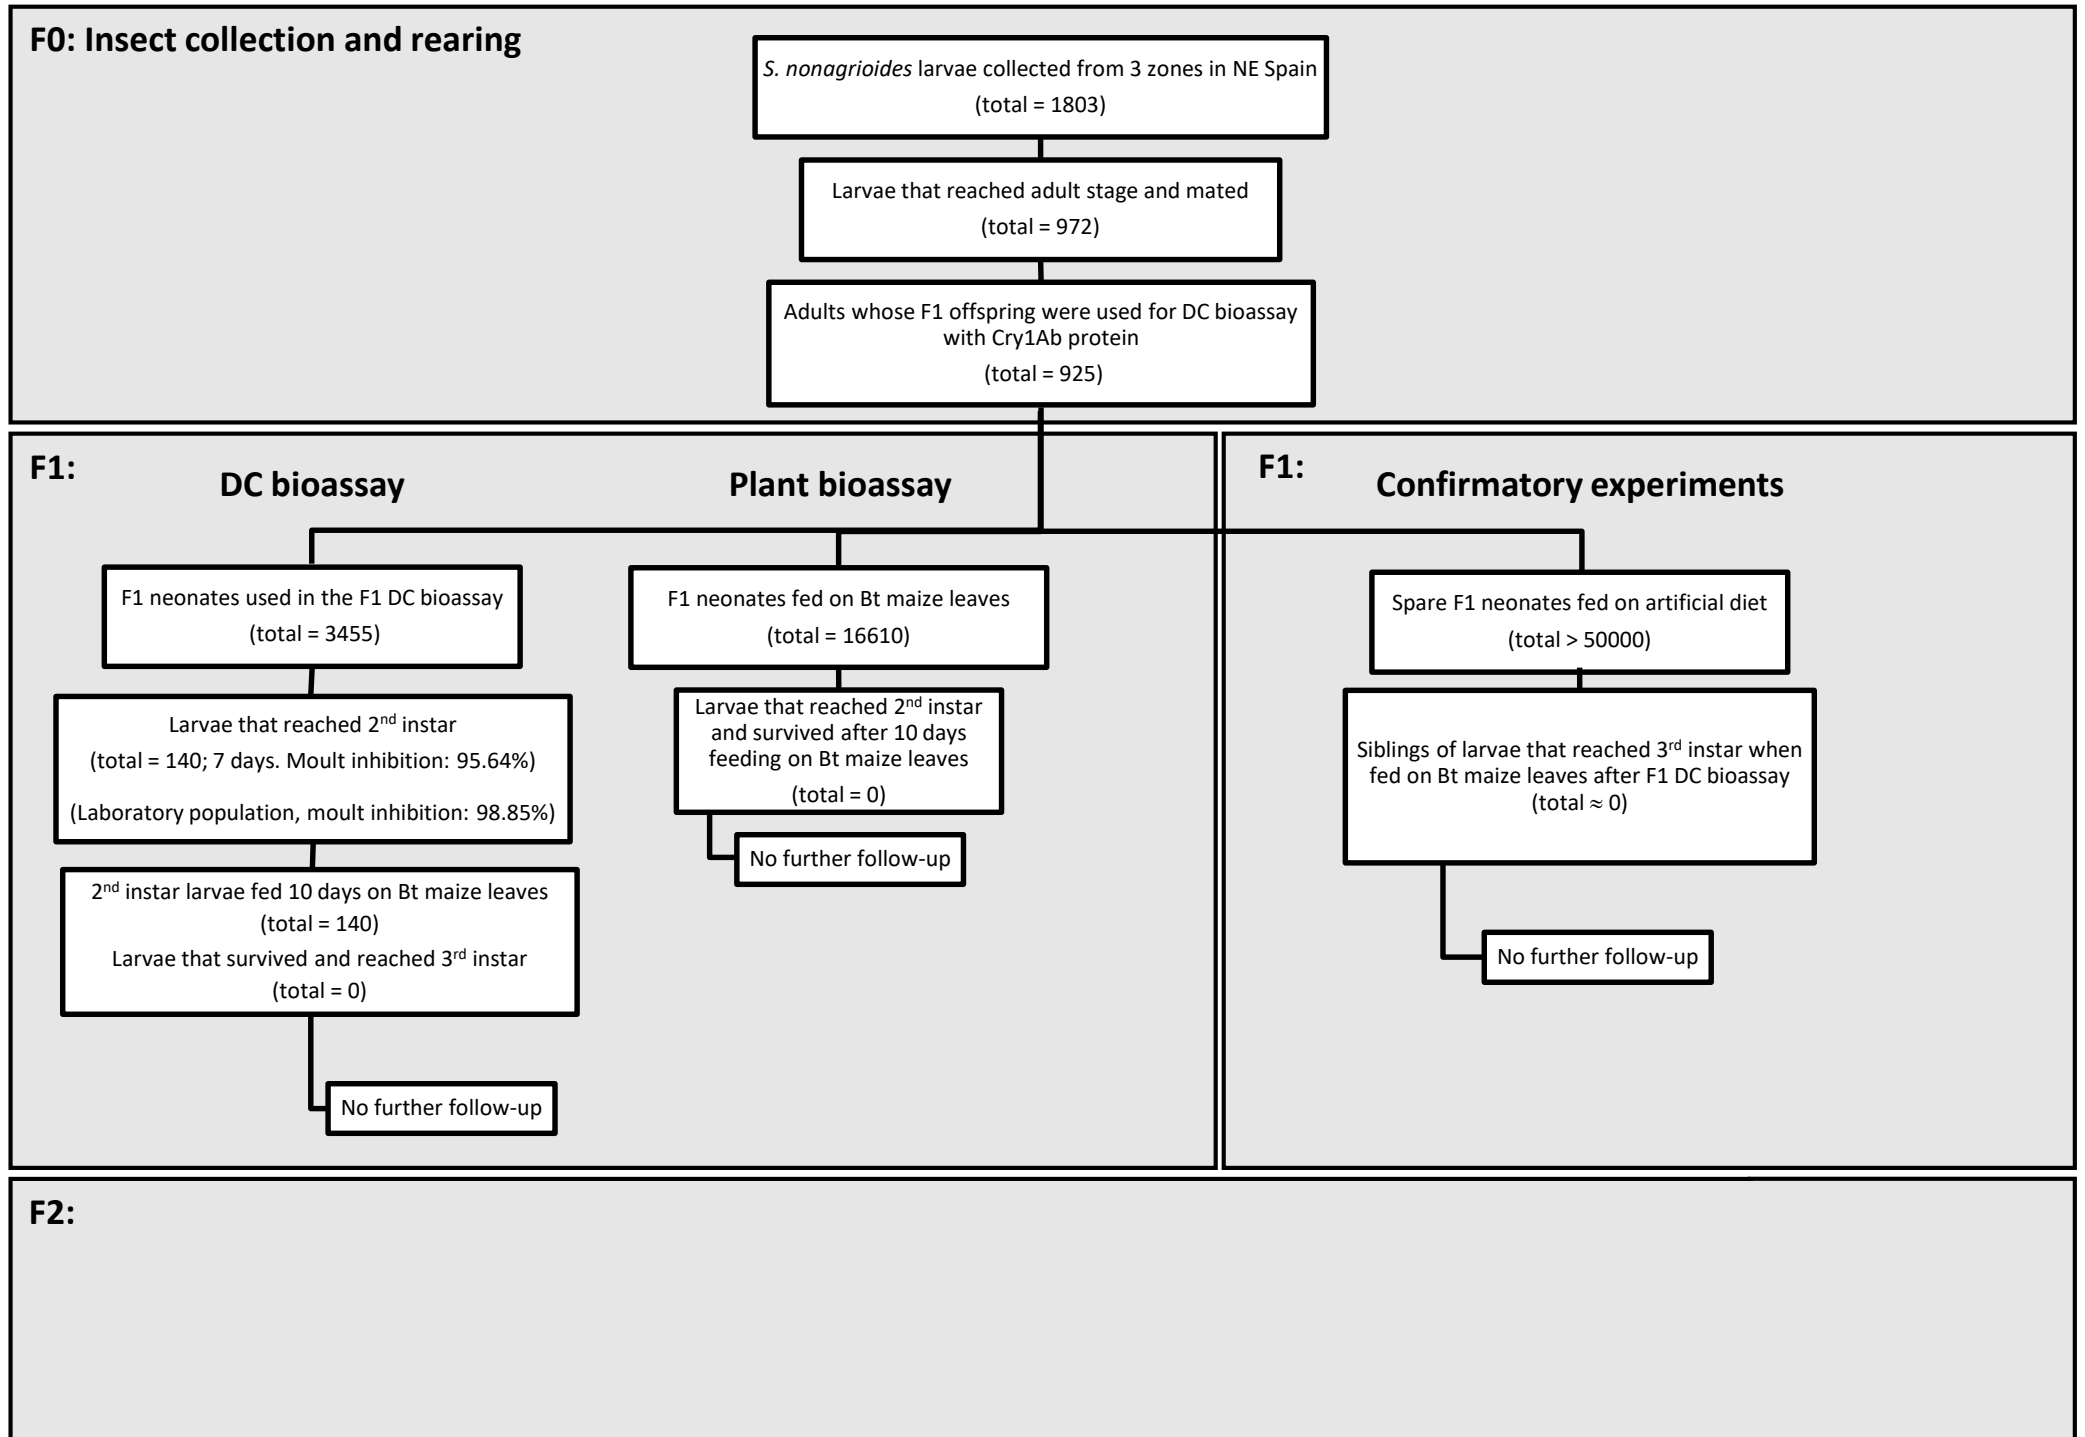 F0: Insect collection and rearing
S. nonagrioides larvae collected from 3 zones in NE Spain
(total = 1803)
Larvae that reached adult stage and mated
(total = 972)
Adults whose F1 offspring were used for DC bioassay
with Cry1Ab protein
(total = 925)
F1:
DC bioassay
Plant bioassay
F1 neonates used in the F1 DC bioassay
(total = 3455)
Larvae that reached 2nd instar
(total = 140; 7 days. Moult inhibition: 95.64%)
(Laboratory population, moult inhibition: 98.85%)
2nd instar larvae fed 10 days on Bt maize leaves
(total = 140)
Larvae that survived and reached 3rd instar
(total = 0)
No further follow-up
F1 neonates fed on Bt maize leaves
(total = 16610)
Larvae that reached 2nd instar
and survived after 10 days
feeding on Bt maize leaves
(total = 0)
No further follow-up
F1:
Confirmatory experiments
Spare F1 neonates fed on artificial diet
(total > 50000)
Siblings of larvae that reached 3rd instar when
fed on Bt maize leaves after F1 DC bioassay
(total ≈ 0)
No further follow-up
F2: